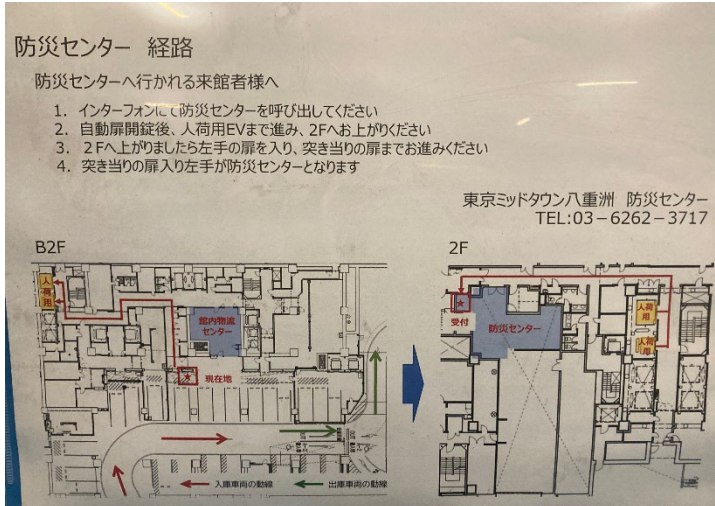 防災センター 経路
防災センターへ行かれる来館者様へ
1. インターフォンにて防災センターを呼び出してください
2. 自動扉開錠後、人荷用EVまで進み、2Fへお上がりください
3. 2Fへ上がりましたら左手の扉を入り、突き当りの扉までお進みください
4. 突き当りの扉入り左手が防災センターとなります
東京ミッドタウン八重洲 防災センター
TEL:03-6262-3717
B2F
人荷用
館内物流
センター
現在地
入庫車両の動線
出庫車両の動線
2F
受付
防災センター
人荷用
人荷用